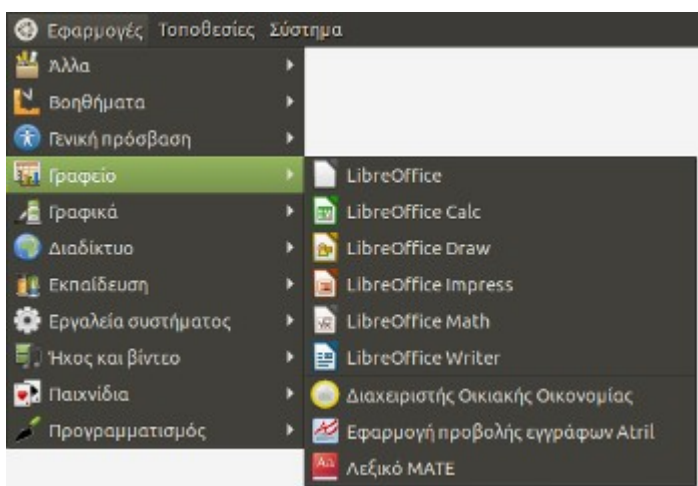 Εφαρμογές Τοποθεσίες Σύστημα
Άλλα
Βοηθήματα
Γενική πρόσβαση
Γραφείο
Γραφικά
Διαδίκτυο
Εκπαίδευση
Εργαλεία συστήματος
Ήχος και βίντεο
Παιχνίδια
Προγραμματισμός
LibreOffice
LibreOffice Calc
LibreOffice Draw
LibreOffice Impress
LibreOffice Math
LibreOffice Writer
Διαχειριστής Οικιακής Οικονομίας
Εφαρμογή προβολής εγγράφων Atril
Λεξικό MATE